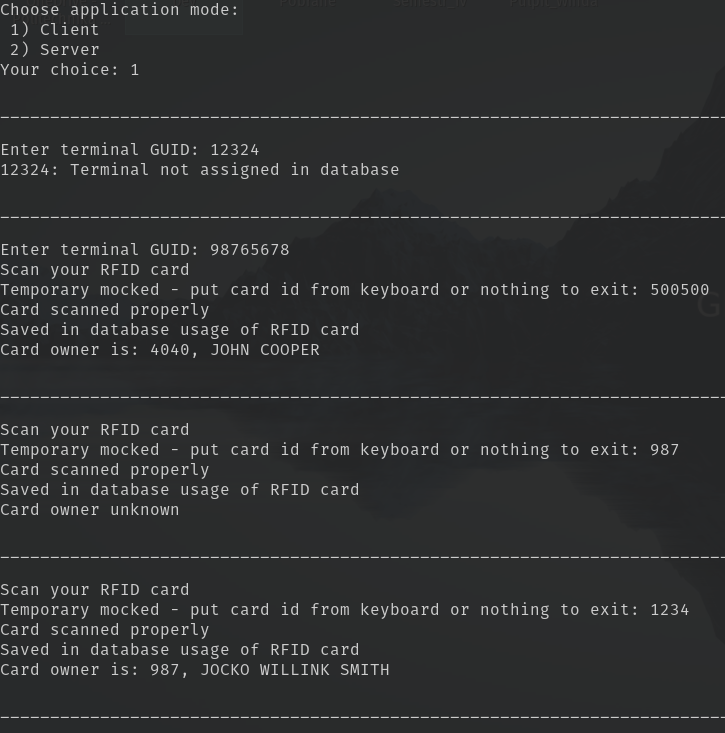 Choose application mode:
 1) Client
 2) Server
Your choice: 1
Enter terminal GUID: 12324
12324: Terminal not assigned in database
Enter terminal GUID: 98765678
Scan your RFID card
Temporary mocked - put card id from keyboard or nothing to exit: 500500
Card scanned properly
Saved in database usage of RFID card
Card owner is: 4040, JOHN COOPER
Scan your RFID card
Temporary mocked - put card id from keyboard or nothing to exit: 987
Card scanned properly
Saved in database usage of RFID card
Card owner unknown
Scan your RFID card
Temporary mocked - put card id from keyboard or nothing to exit: 1234
Card scanned properly
Saved in database usage of RFID card
Card owner is: 987, JOCKO WILLINK SMITH